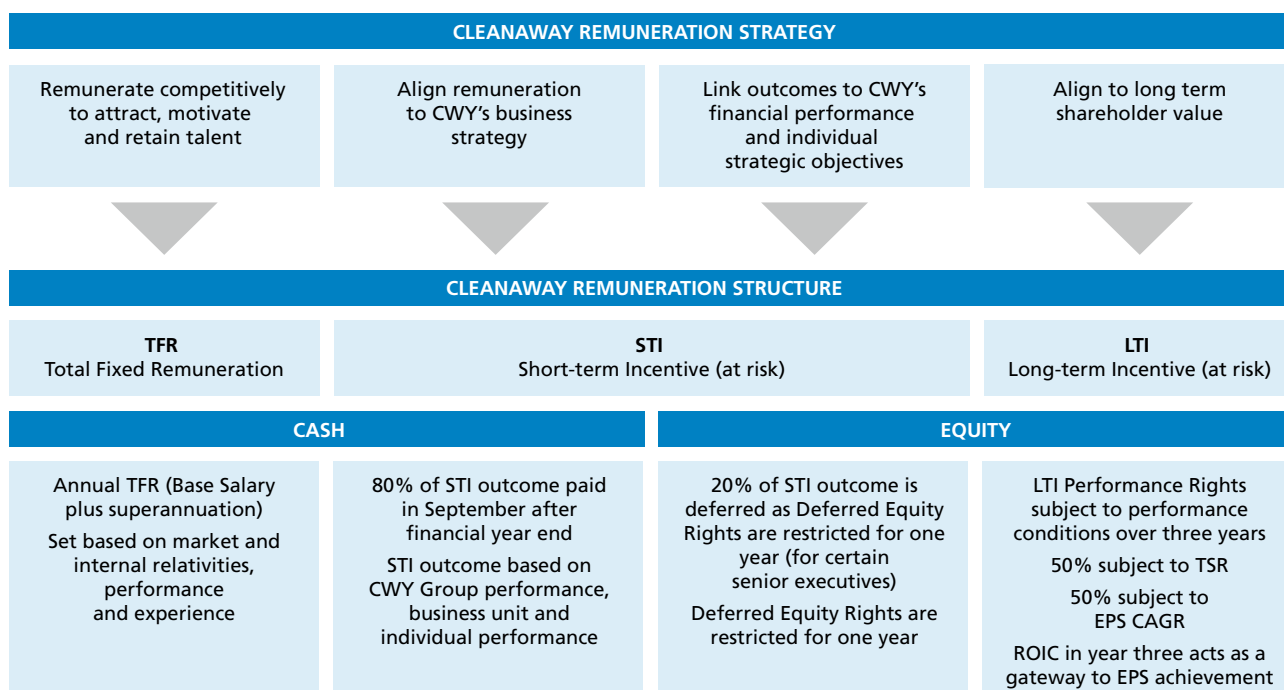 CLEANAWAY REMUNERATION STRATEGY
Remunerate competitively
to attract, motivate
and retain talent
Align remuneration
to CWY's business
strategy
Link outcomes to CWY's
financial performance
and individual
strategic objectives
Align to long term
shareholder value
CLEANAWAY REMUNERATION STRUCTURE
TFR
Total Fixed Remuneration
STI
Short-term Incentive (at risk)
LTI
Long-term Incentive (at risk)
CASH
EQUITY
Annual TFR (Base Salary
plus superannuation)
Set based on market and
internal relativities,
performance
and experience
80% of STI outcome paid
in September after
financial year end
STI outcome based on
CWY Group performance,
business unit and
individual performance
20% of STI outcome is
deferred as Deferred Equity
Rights are restricted for one
year (for certain
senior executives)
Deferred Equity Rights are
restricted for one year
LTI Performance Rights
subject to performance
conditions over three years
50% subject to TSR
50% subject to
EPS CAGR
ROIC in year three acts as a
gateway to EPS achievement